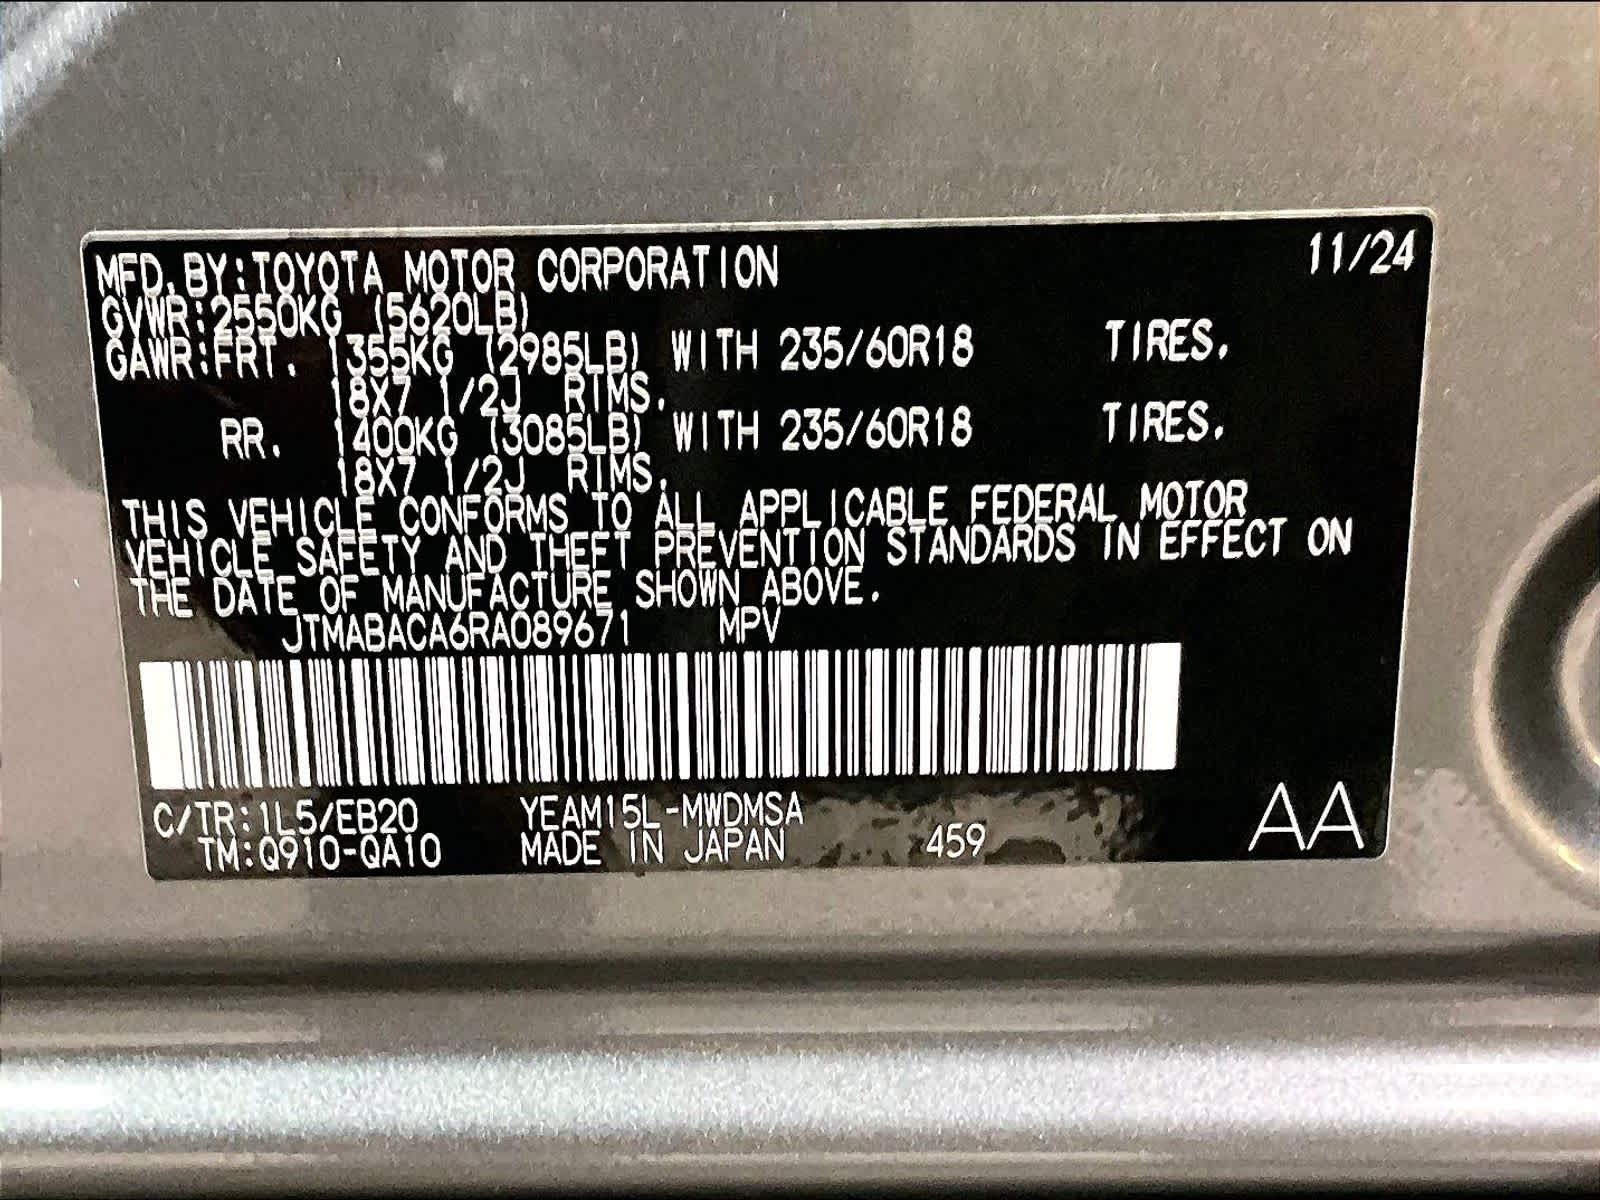 11/24
MFD. BY:TOYOTA MOTOR CORPORATION
GVWR:2550KG (5620LB)
GAWR:FRT. 1355KG (2985LB) WITH 235/60R18 TIRES.
18X7 1/2J RIMS.
RR. 1400KG (3085LB) WITH 235/60R18 TIRES.
18X7 1/2J RIMS.
THIS VEHICLE CONFORMS TO ALL APPLICABLE FEDERAL MOTOR
VEHICLE SAFETY AND THEFT PREVENTION STANDARDS IN EFFECT ON
THE DATE OF MANUFACTURE SHOWN ABOVE.
JTMABACA6RA089671 MPV
C/TR:1L5/EB20 YEAM15L-MWDMSA
TM:Q910-QA10 MADE IN JAPAN 459
AA